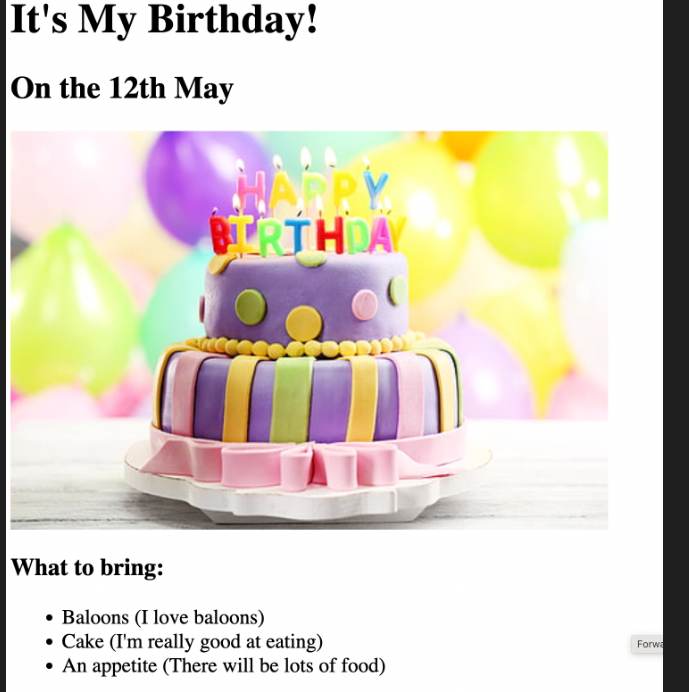 It's My Birthday!
On the 12th May
HAPPY
BIRTHDAY
What to bring:
Baloons (I love baloons)
Cake (I'm really good at eating)
An appetite (There will be lots of food)